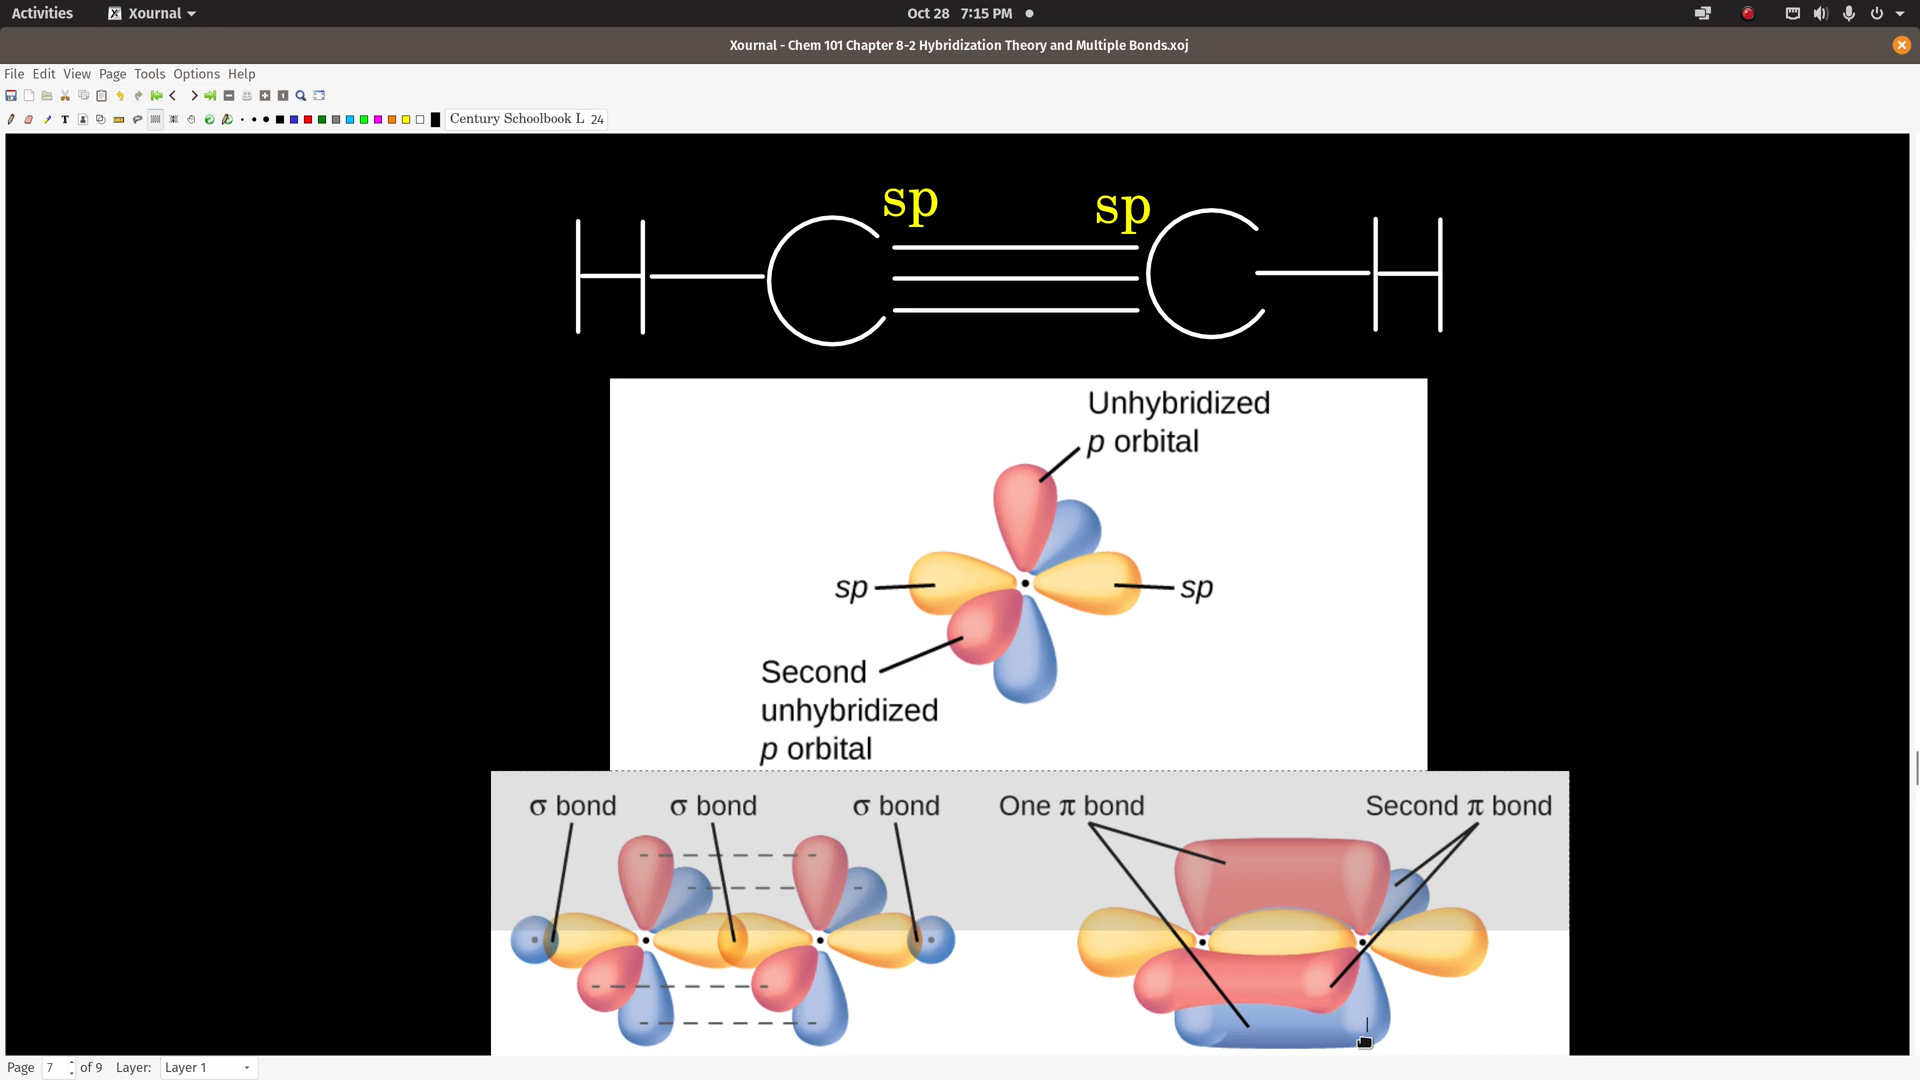 Activities Xournal Oct 28 7:15 PM
Xournal - Chem 101 Chapter 8-2 Hybridization Theory and Multiple Bonds.xoj
File Edit View Page Tools Options Help
T Century Schoolbook L 24
sp sp
H C C H
Unhybridized
p orbital
sp sp
Second
unhybridized
p orbital
σ bond σ bond σ bond One π bond Second π bond
Page 7 of 9 Layer: Layer 1